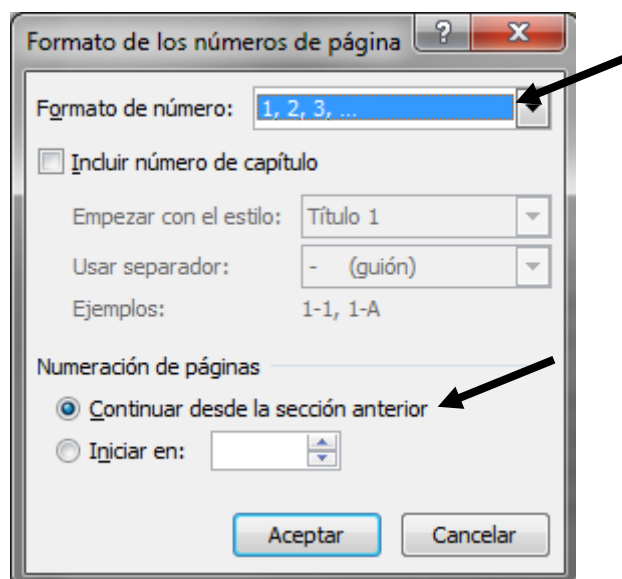 Formato de los números de página ? x
Formato de número: 1, 2, 3, ...
Incluir número de capítulo
Empezar con el estilo: Título 1
Usar separador: - (guión)
Ejemplos: 1-1, 1-A
Numeración de páginas
Continuar desde la sección anterior
Iniciar en:
Aceptar Cancelar